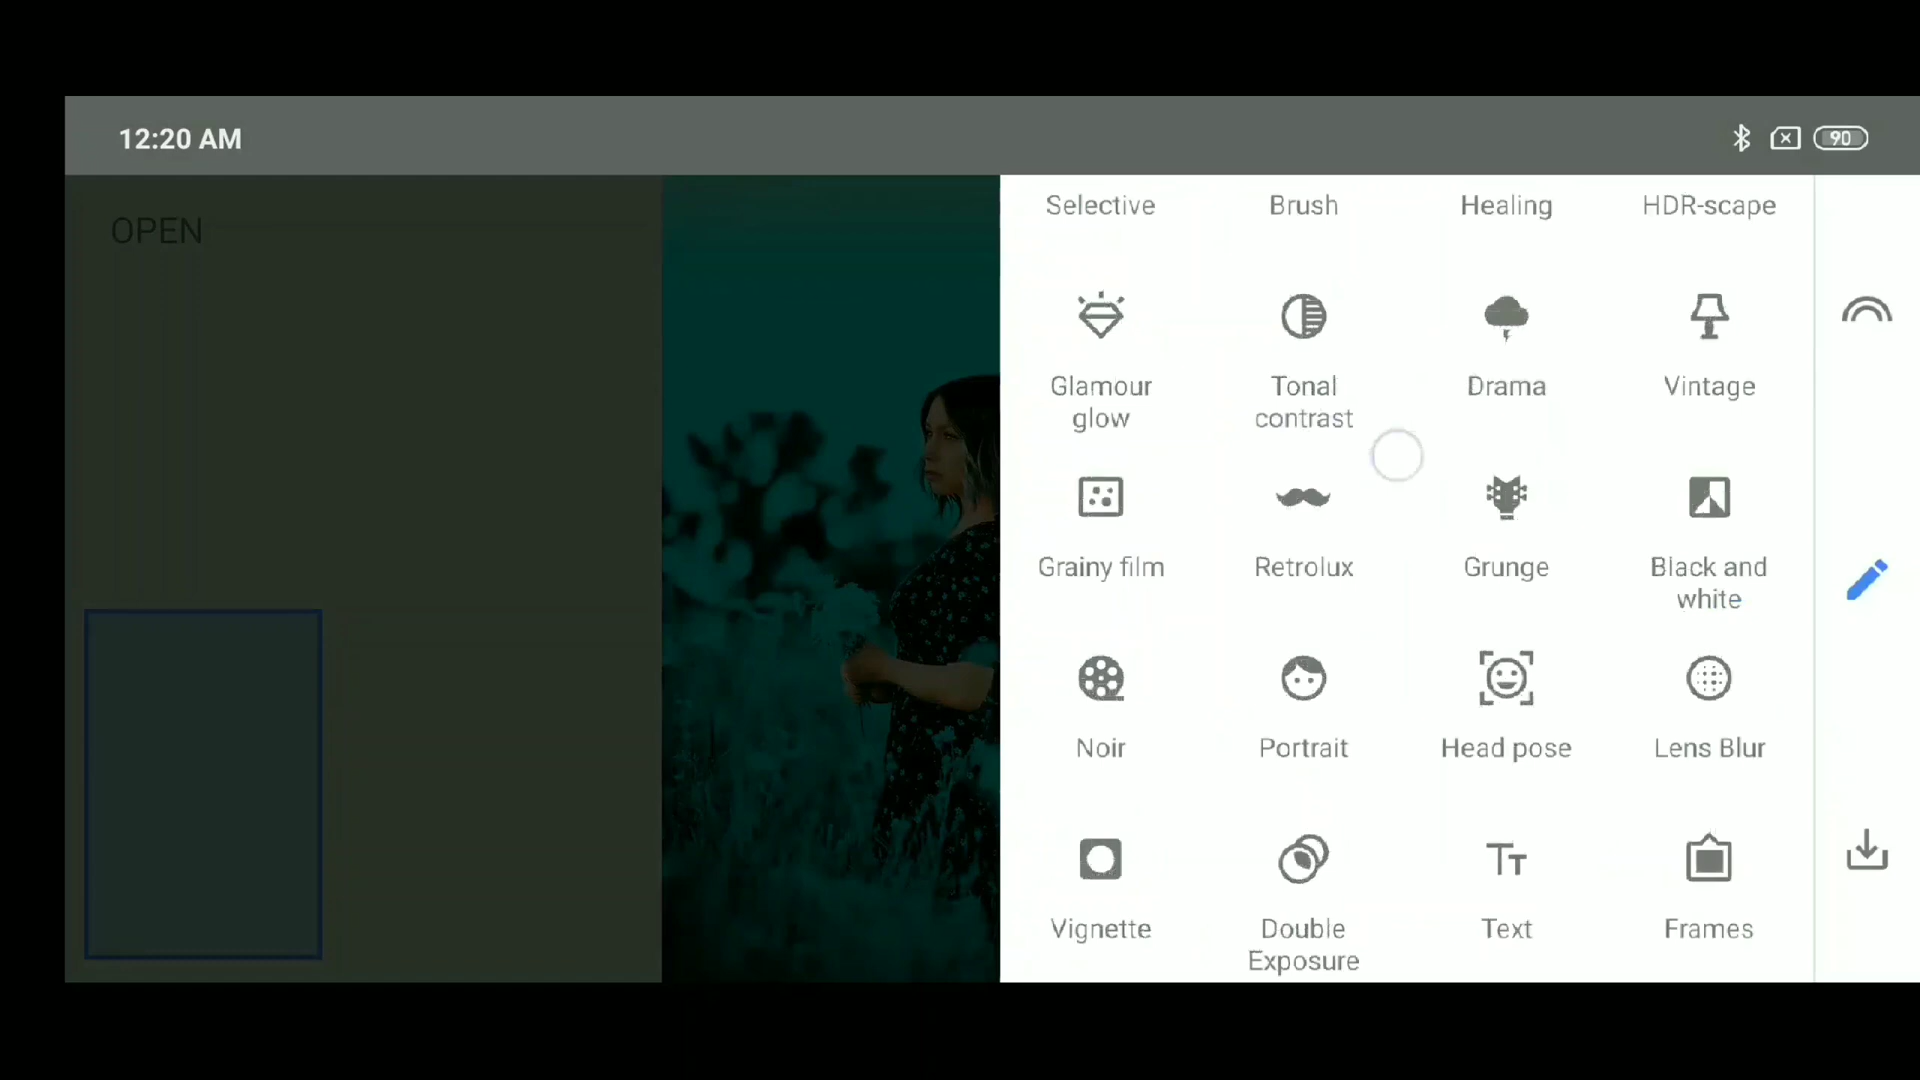 12:20 AM
90
OPEN
Selective
Brush
Healing
HDR-scape
Glamour
glow
Tonal
contrast
Drama
Vintage
Grainy film
Retrolux
Grunge
Black and
white
Noir
Portrait
Head pose
Lens Blur
Vignette
Double
Exposure
Text
Frames